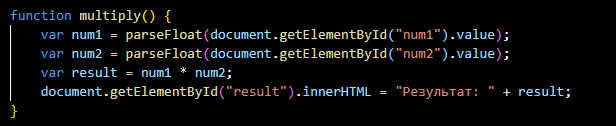 function multiply() {
    var num1 = parseFloat(document.getElementById("num1").value);
    var num2 = parseFloat(document.getElementById("num2").value);
    var result = num1 * num2;
    document.getElementById("result").innerHTML = "Результат: " + result;
}